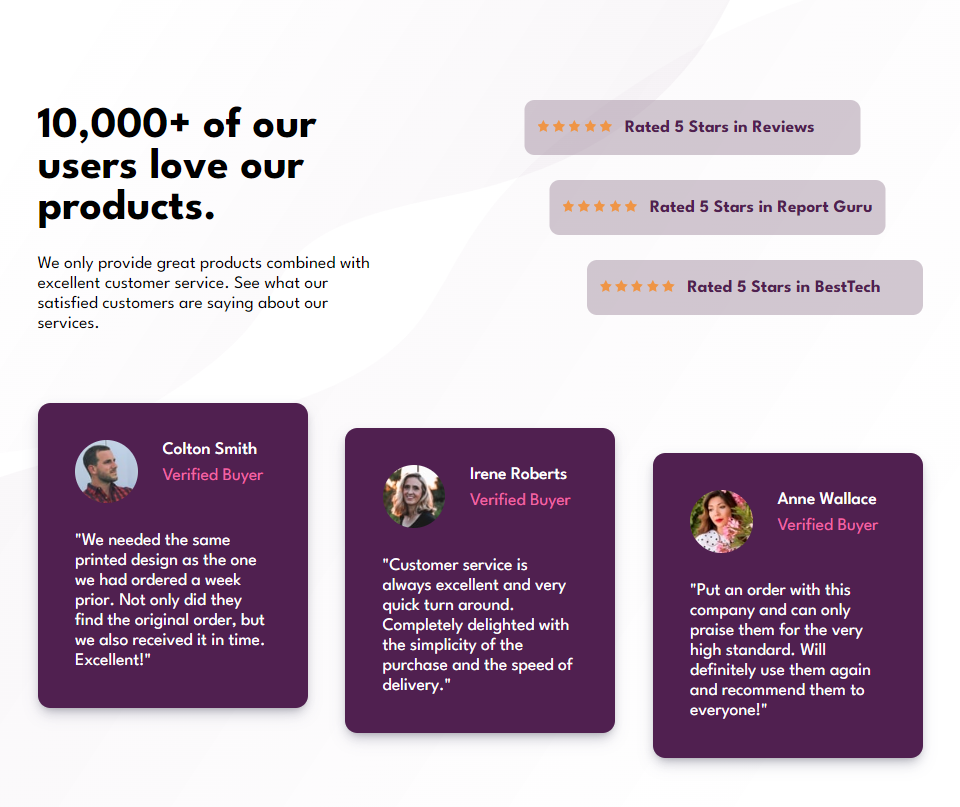 10,000+ of our
users love our
products.
We only provide great products combined with
excellent customer service. See what our
satisfied customers are saying about our
services.
Rated 5 Stars in Reviews
Rated 5 Stars in Report Guru
Rated 5 Stars in BestTech
Colton Smith
Verified Buyer
"We needed the same
printed design as the one
we had ordered a week
prior. Not only did they
find the original order, but
we also received it in time.
Excellent!"
Irene Roberts
Verified Buyer
"Customer service is
always excellent and very
quick turn around.
Completely delighted with
the simplicity of the
purchase and the speed of
delivery."
Anne Wallace
Verified Buyer
"Put an order with this
company and can only
praise them for the very
high standard. Will
definitely use them again
and recommend them to
everyone!"